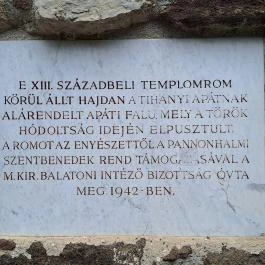 E XIII. SZÁZADBELI TEMPLOMROM
KÖRÜL ÁLLT HAJDAN A TIHANYI APÁTNAK
ALÁRENDELT APÁTI FALU, MELY A TÖRÖK
HÓDOLTSÁG IDEJÉN ELPUSZTULT.
A ROMOT AZ ENYÉSZETTŐL A PANNONHALMI
SZENTBENEDEK REND TÁMOGATÁSÁVAL A
M. KIR. BALATONI INTÉZŐ BIZOTTSÁG ÓVTA
MEG 1942-BEN.